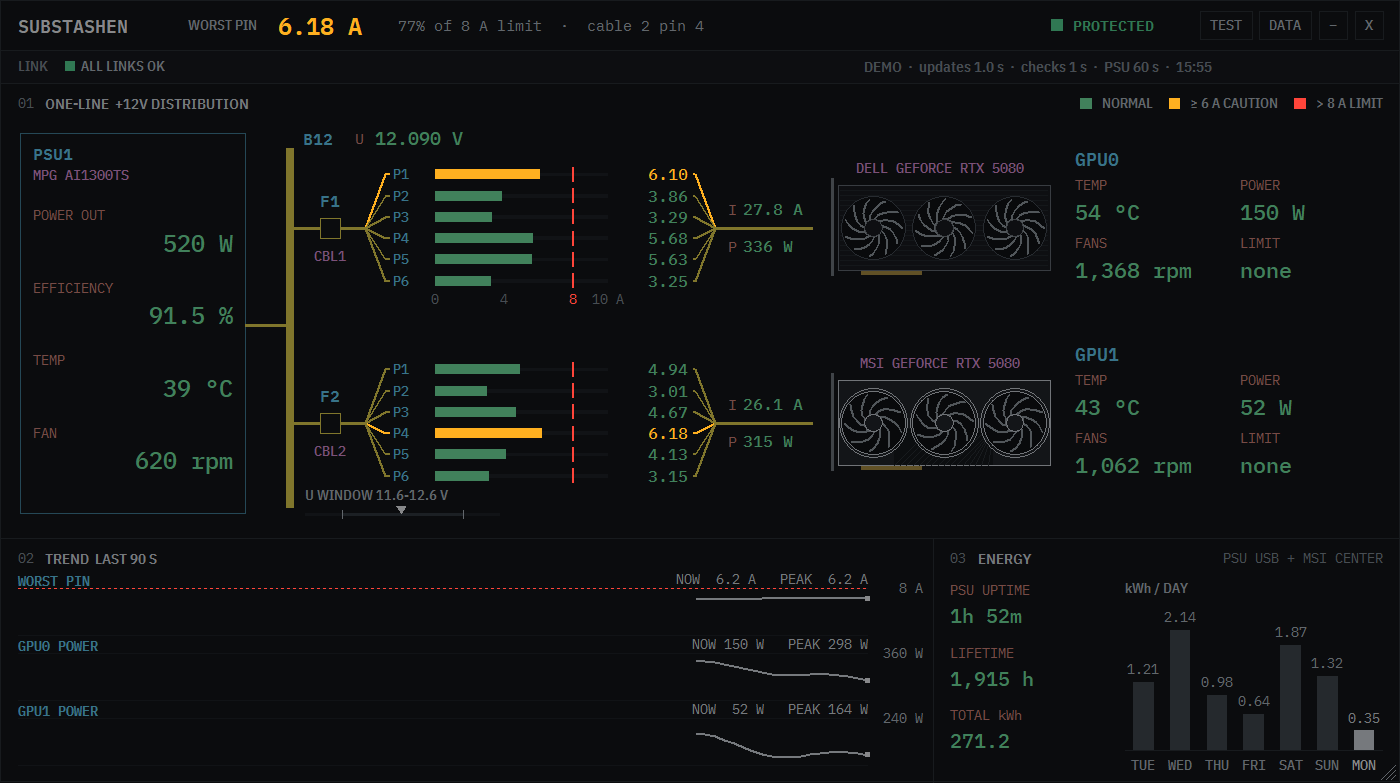 SUBSTASHEN WORST PIN 6.18 A 77% of 8 A limit · cable 2 pin 4 PROTECTED TEST DATA – X
LINK ALL LINKS OK DEMO · updates 1.0 s · checks 1 s · PSU 60 s · 15:55
01 ONE-LINE +12V DISTRIBUTION NORMAL ≥ 6 A CAUTION > 8 A LIMIT
PSU1
MPG AI1300TS
POWER OUT
520 W
EFFICIENCY
91.5 %
TEMP
39 °C
FAN
620 rpm
B12 U 12.090 V
F1
CBL1
P1 6.10
P2 3.86
P3 3.29
P4 5.68
P5 5.63
P6 3.25
0 4 8 10 A
I 27.8 A
P 336 W
DELL GEFORCE RTX 5080
GPU0
TEMP POWER
54 °C 150 W
FANS LIMIT
1,368 rpm none
F2
CBL2
P1 4.94
P2 3.01
P3 4.67
P4 6.18
P5 4.13
P6 3.15
U WINDOW 11.6-12.6 V
I 26.1 A
P 315 W
MSI GEFORCE RTX 5080
GPU1
TEMP POWER
43 °C 52 W
FANS LIMIT
1,062 rpm none
02 TREND LAST 90 S
WORST PIN NOW 6.2 A PEAK 6.2 A 8 A
GPU0 POWER NOW 150 W PEAK 298 W 360 W
GPU1 POWER NOW 52 W PEAK 164 W 240 W
03 ENERGY PSU USB + MSI CENTER
PSU UPTIME
1h 52m
LIFETIME
1,915 h
TOTAL kWh
271.2
kWh / DAY
1.21 2.14 0.98 0.64 1.87 1.32 0.35
TUE WED THU FRI SAT SUN MON